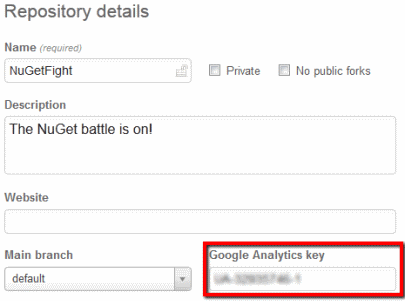 Repository details
Name (required)
NuGetFight
Private
No public forks
Description
The NuGet battle is on!
Website
Main branch
Google Analytics key
default